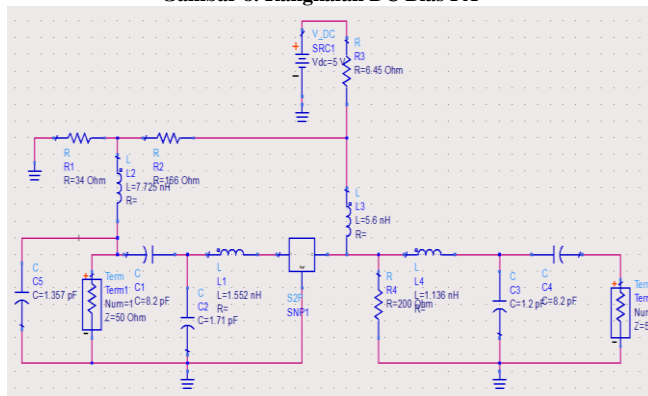 Gambar 6. Rangkaian DC Bias PA
V_DC
SRC1
Vdc=5 V
R
R3
R=6.45 Ohm
R
R1
R=34 Ohm
R
R2
R=166 Ohm
L
L2
L=7.725 nH
R=
L
L3
L=5.6 nH
R=
C
C5
C=1.357 pF
Term
Term1
Num=1
Z=50 Ohm
C
C1
C=8.2 pF
C
C2
C=1.71 pF
L
L1
L=1.552 nH
R=
S2P
SNP1
R
R4
R=200 Ohm
L
L4
L=1.136 nH
R=
C
C3
C=1.2 pF
C
C4
C=8.2 pF